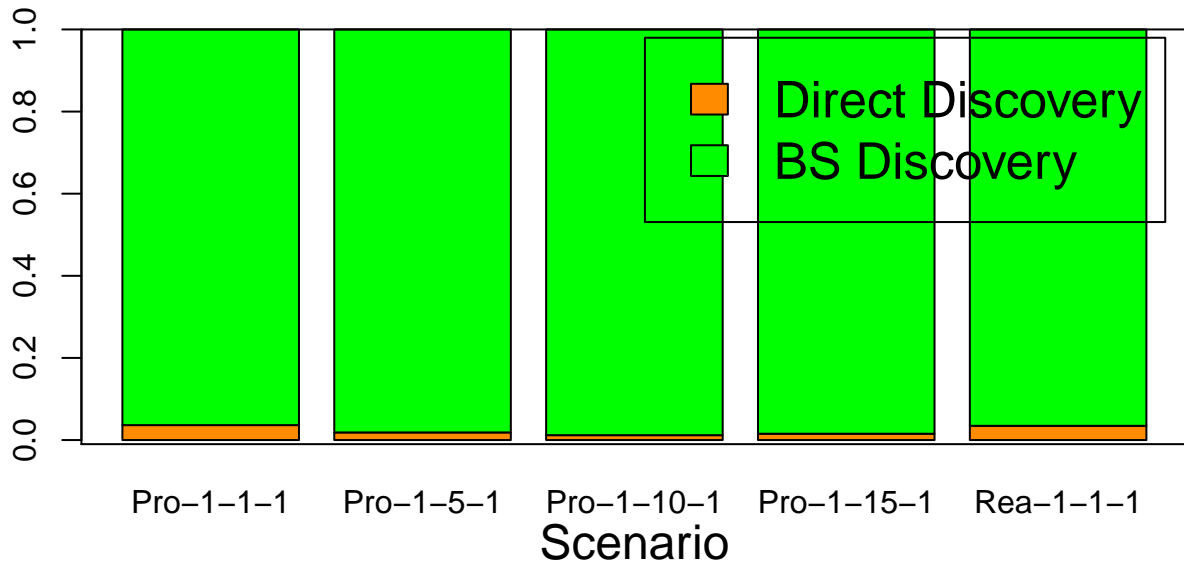 1.0
0.8
0.6
0.4
0.2
0.0
Direct Discovery
BS Discovery
Pro−1−1−1 Pro−1−5−1 Pro−1−10−1 Pro−1−15−1 Rea−1−1−1
Scenario